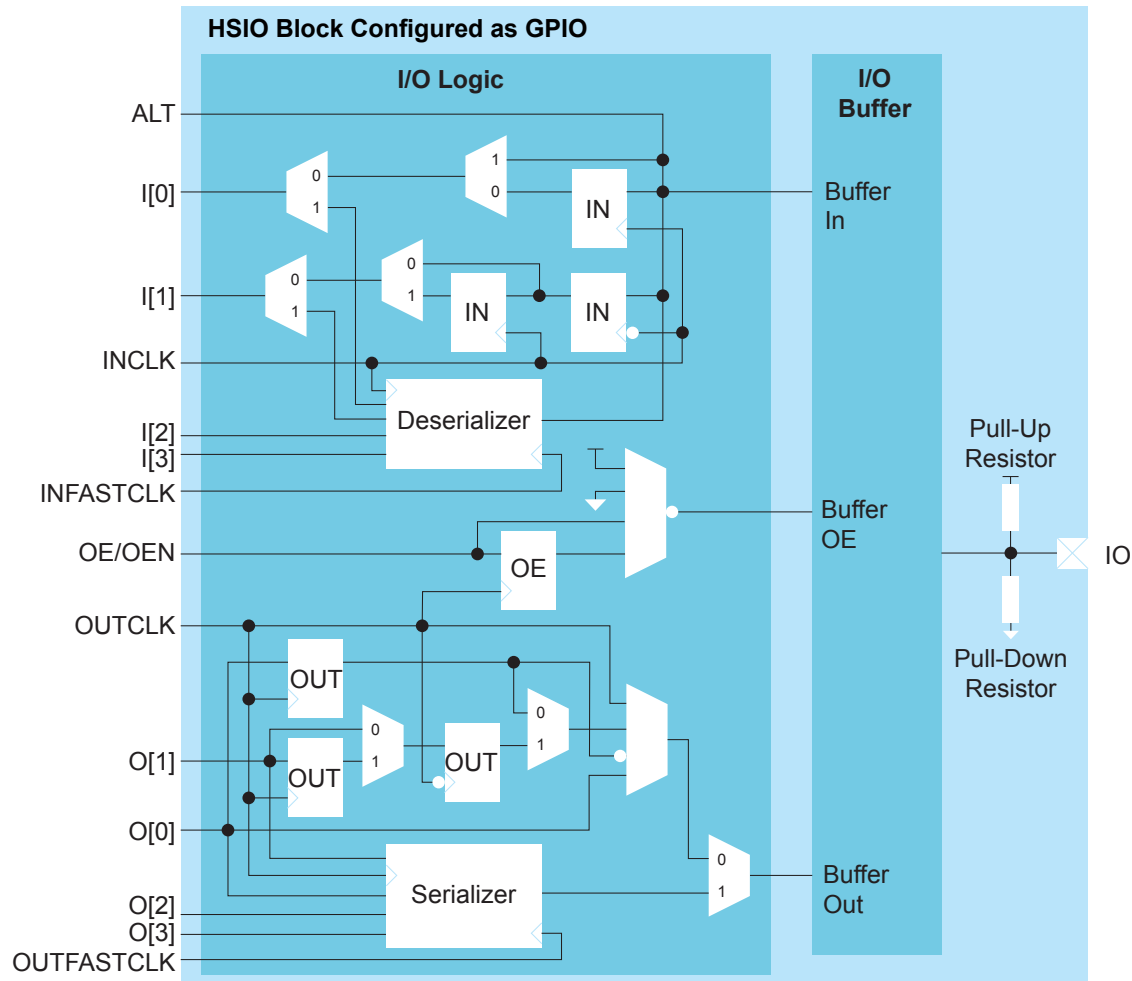 HSIO Block Configured as GPIO
I/O Logic
I/O
Buffer
ALT
I[0]
0
1
1
0
IN
Buffer
In
I[1]
0
1
0
1
IN
IN
INCLK
Deserializer
I[2]
I[3]
INFASTCLK
Pull-Up
Resistor
OE/OEN
OE
Buffer
OE
IO
OUTCLK
OUT
Pull-Down
Resistor
O[1]
OUT
0
1
OUT
0
1
O[0]
Serializer
0
1
Buffer
Out
O[2]
O[3]
OUTFASTCLK